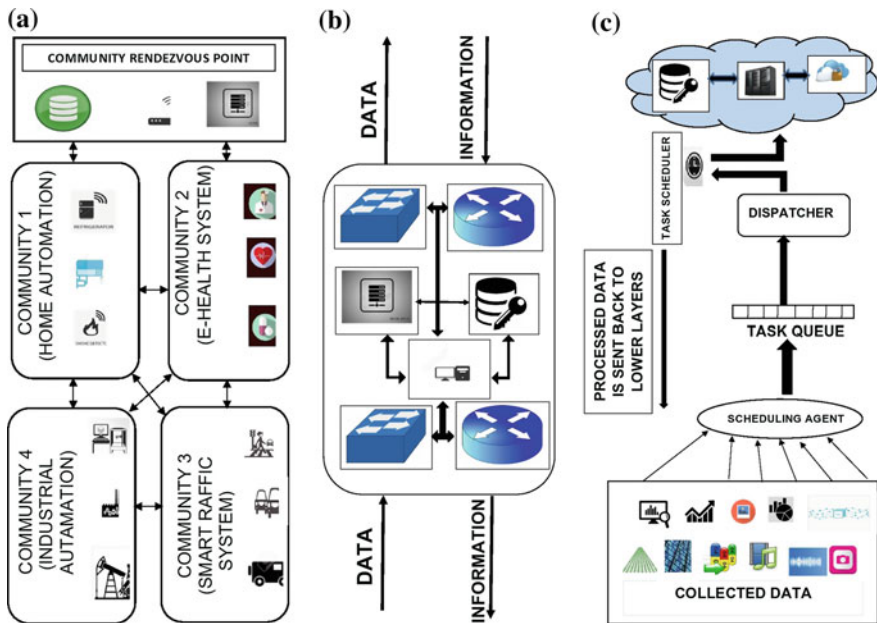 (a)
COMMUNITY RENDEZVOUS POINT
COMMUNITY 1
(HOME AUTOMATION)
REFRIGERATOR
COMMUNITY 2
(E-HEALTH SYSTEM)
COMMUNITY 4
(INDUSTRIAL
AUTAMATION)
COMMUNITY 3
(SMART RAFFIC
SYSTEM)
(b)
DATA
INFORMATION
DATA
INFORMATION
(c)
TASK SCHEDULER
DISPATCHER
PROCESSED DATA
IS SENT BACK TO
LOWER LAYERS
TASK QUEUE
SCHEDULING AGENT
COLLECTED DATA